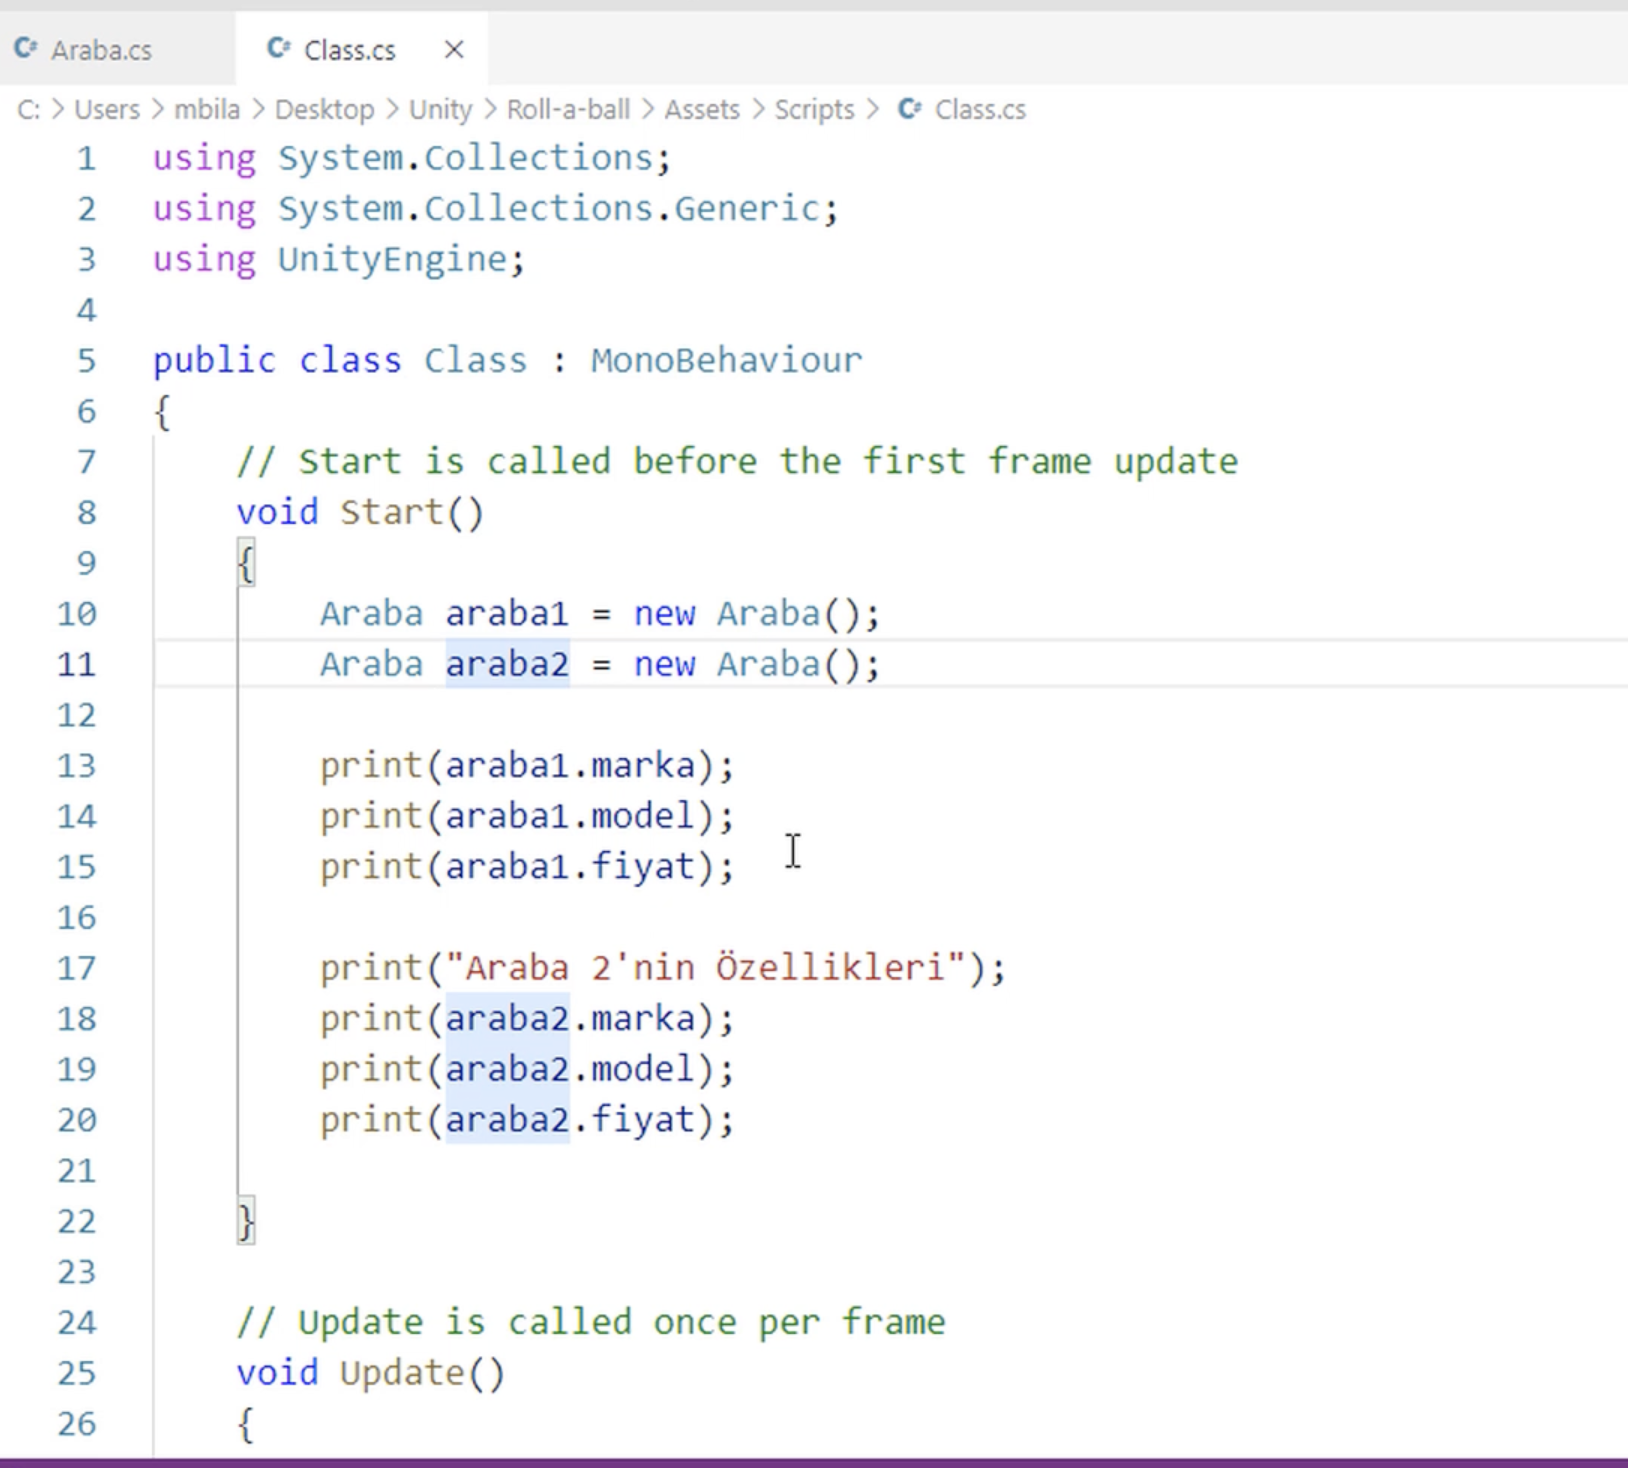 Araba.cs Class.cs
C: > Users > mbila > Desktop > Unity > Roll-a-ball > Assets > Scripts > Class.cs
1 using System.Collections;
2 using System.Collections.Generic;
3 using UnityEngine;
4
5 public class Class : MonoBehaviour
6 {
7 // Start is called before the first frame update
8 void Start()
9 {
10 Araba araba1 = new Araba();
11 Araba araba2 = new Araba();
12
13 print(araba1.marka);
14 print(araba1.model);
15 print(araba1.fiyat);
16
17 print("Araba 2'nin Özellikleri");
18 print(araba2.marka);
19 print(araba2.model);
20 print(araba2.fiyat);
21
22 }
23
24 // Update is called once per frame
25 void Update()
26 {